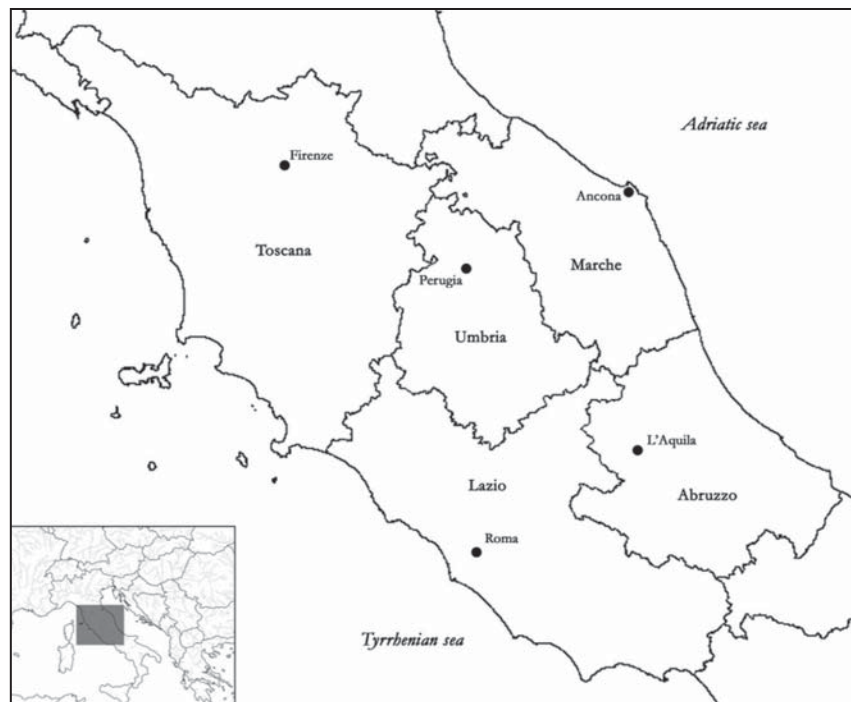 Adriatic sea
Firenze
Ancona
Toscana
Marche
Perugia
Umbria
L'Aquila
Lazio
Abruzzo
Roma
Tyrrhenian sea